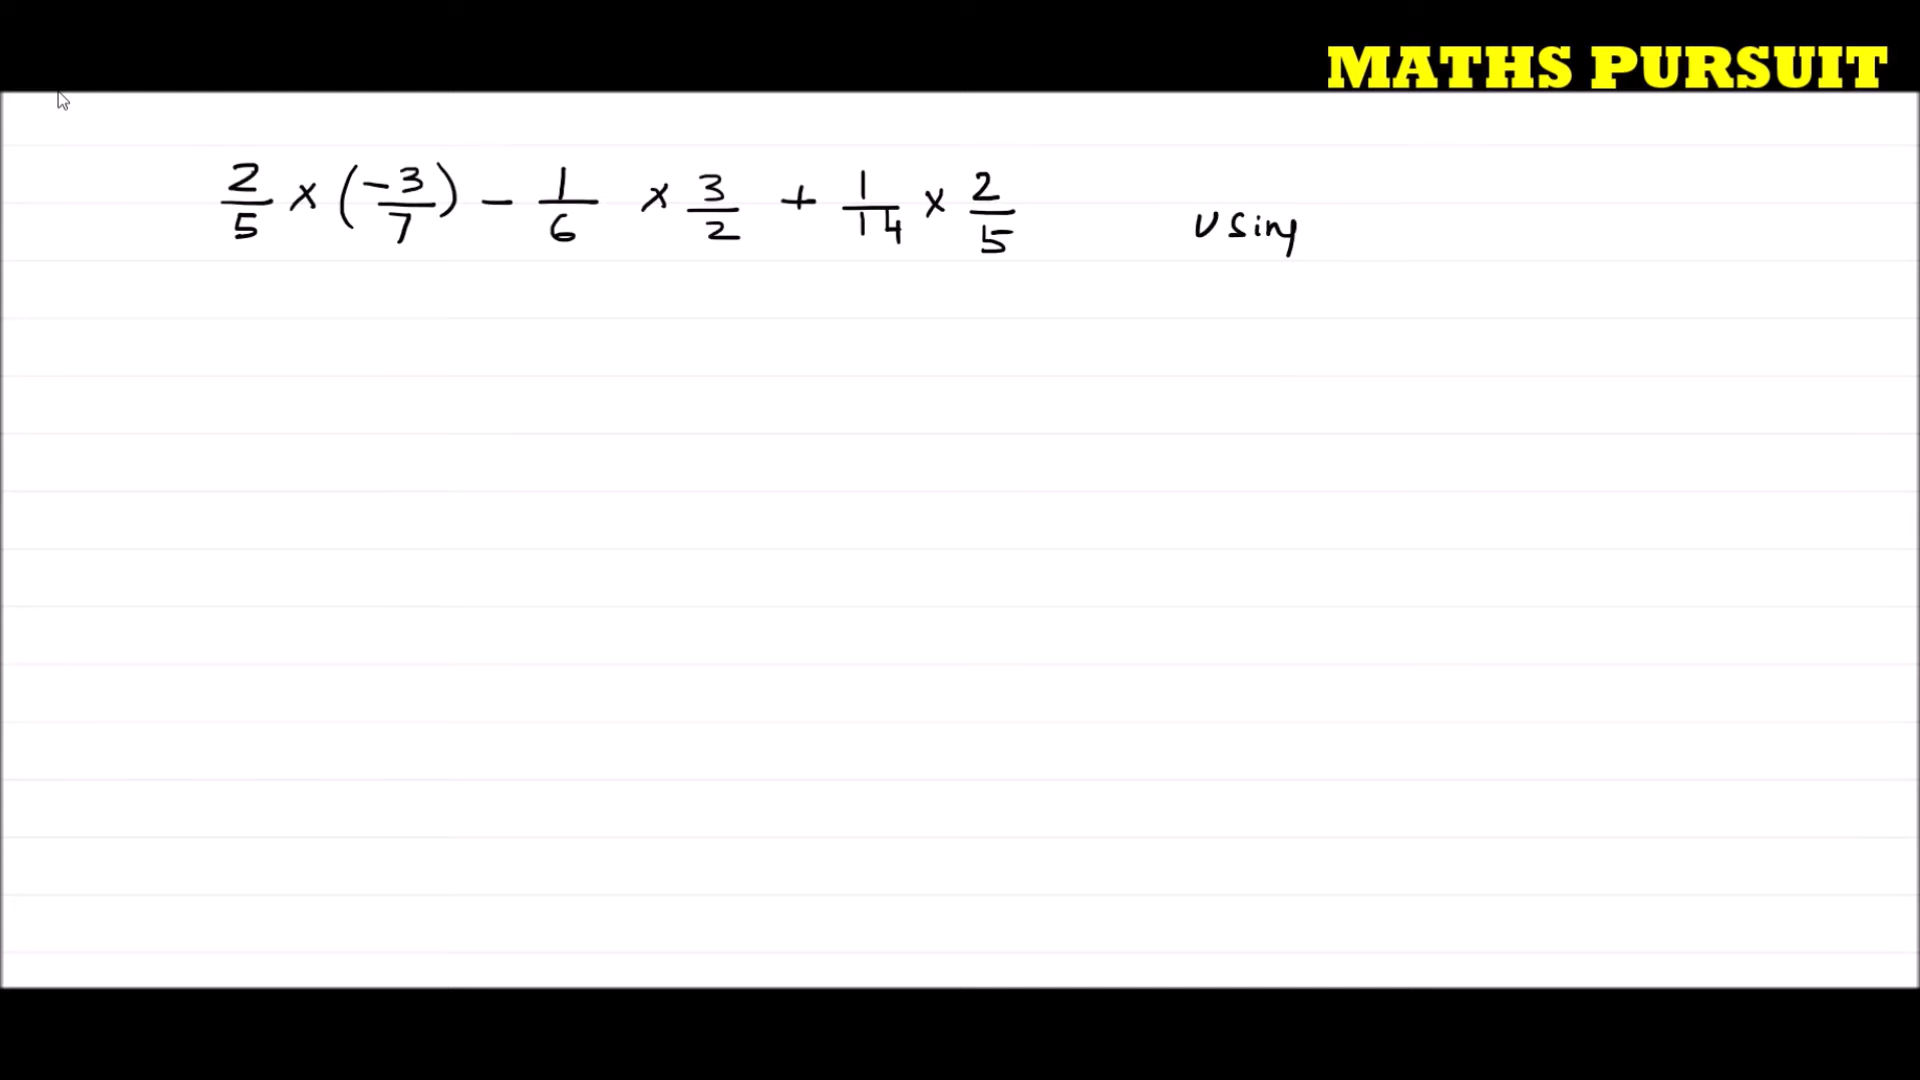 MATHS PURSUIT
2/5 × (-3/7) - 1/6 × 3/2 + 1/14 × 2/5 using